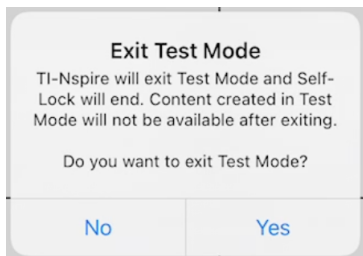 Exit Test Mode
TI-Nspire will exit Test Mode and Self-
Lock will end. Content created in Test
Mode will not be available after exiting.
Do you want to exit Test Mode?
No
Yes